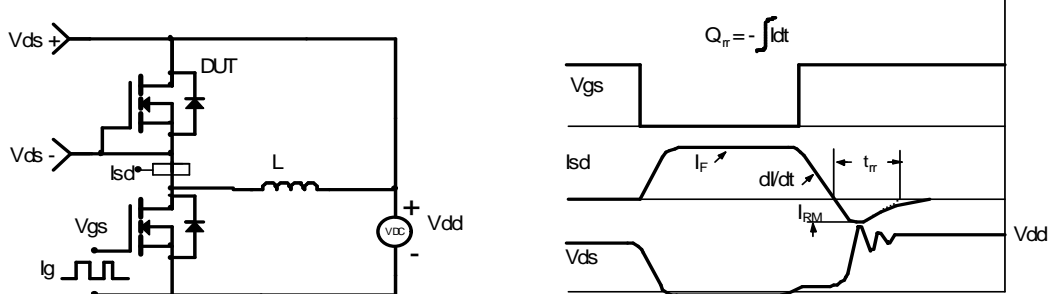 Vds +
DUT
Vds -
Isd
L
Vgs
Ig
+
VDC
-
Vdd
Qrr = - ∫Idt
Vgs
Isd
IF
dI/dt
trr
IRM
Vds
Vdd